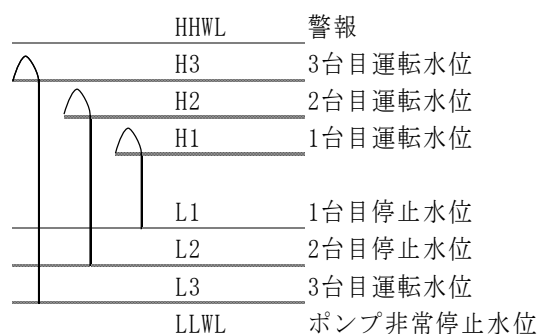 HHWL 警報
H3 3台目運転水位
H2 2台目運転水位
H1 1台目運転水位
L1 1台目停止水位
L2 2台目停止水位
L3 3台目運転水位
LLWL ポンプ非常停止水位